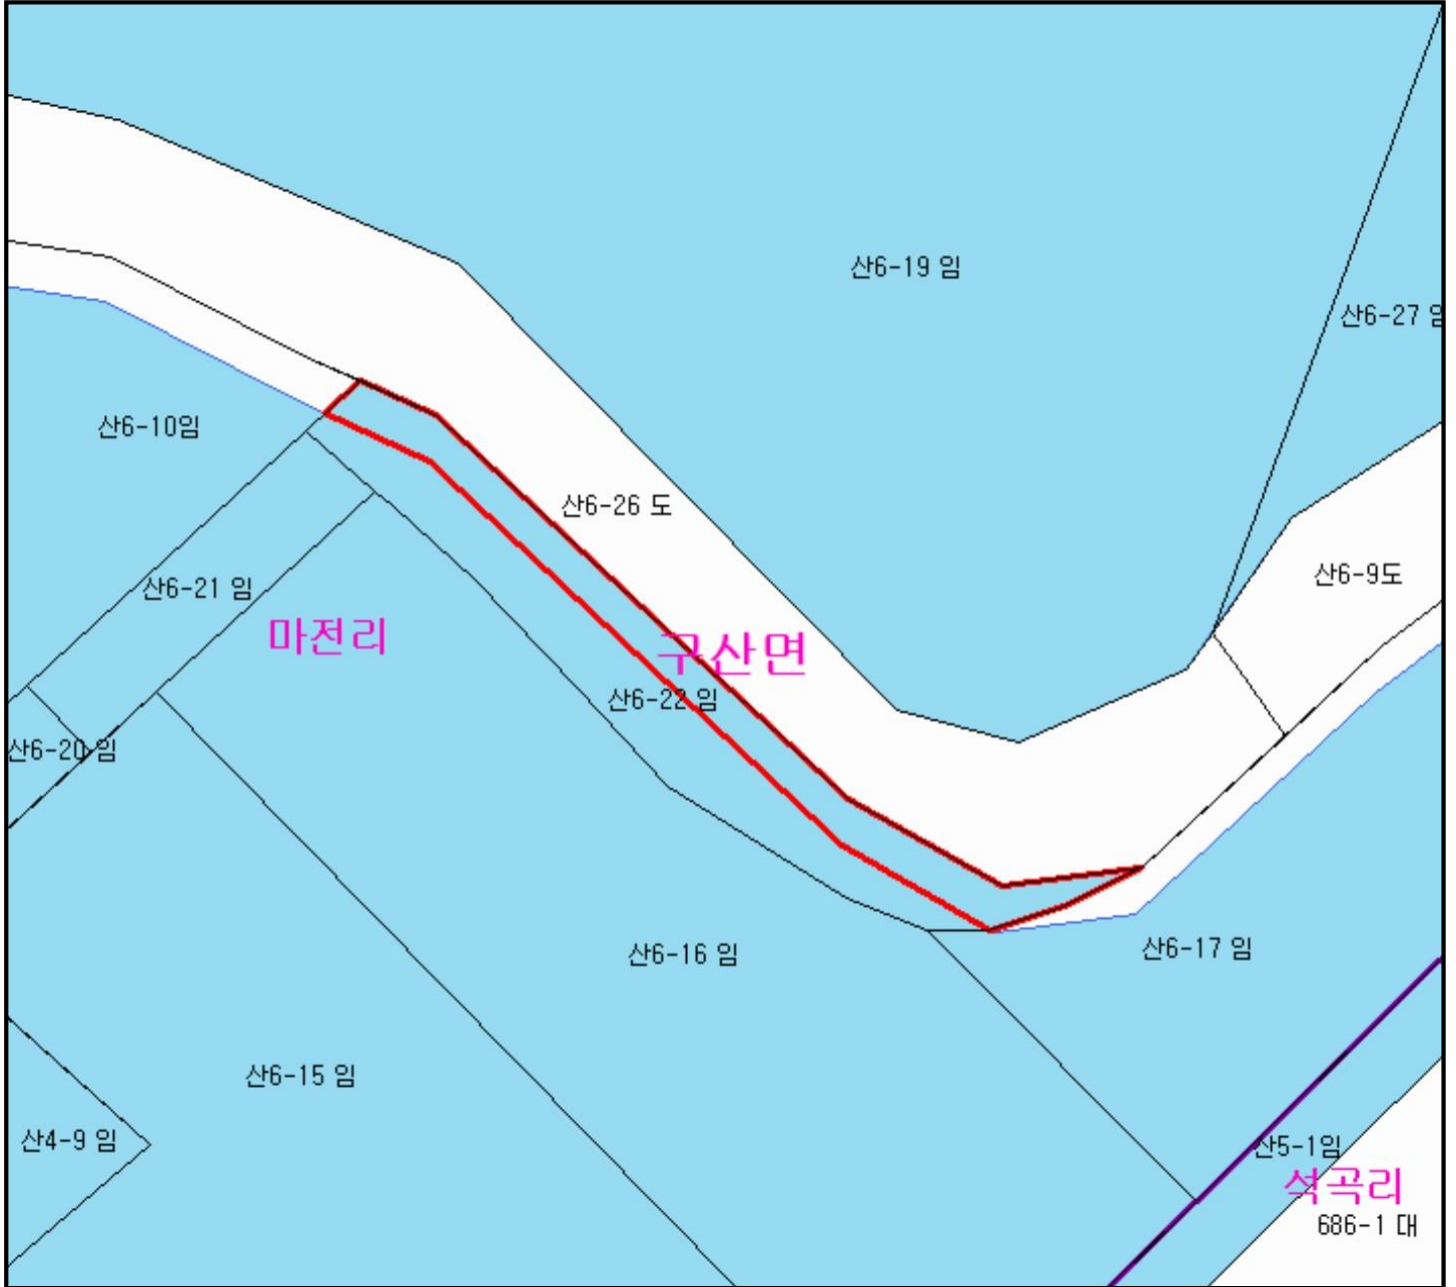 산6-19 임
산6-27 임
산6-10임
산6-26 도
산6-9도
산6-21 임
마전리
구산면
산6-22 임
산6-20 임
산6-16 임
산6-17 임
산6-15 임
산4-9 임
산5-1임
석곡리
686-1 대